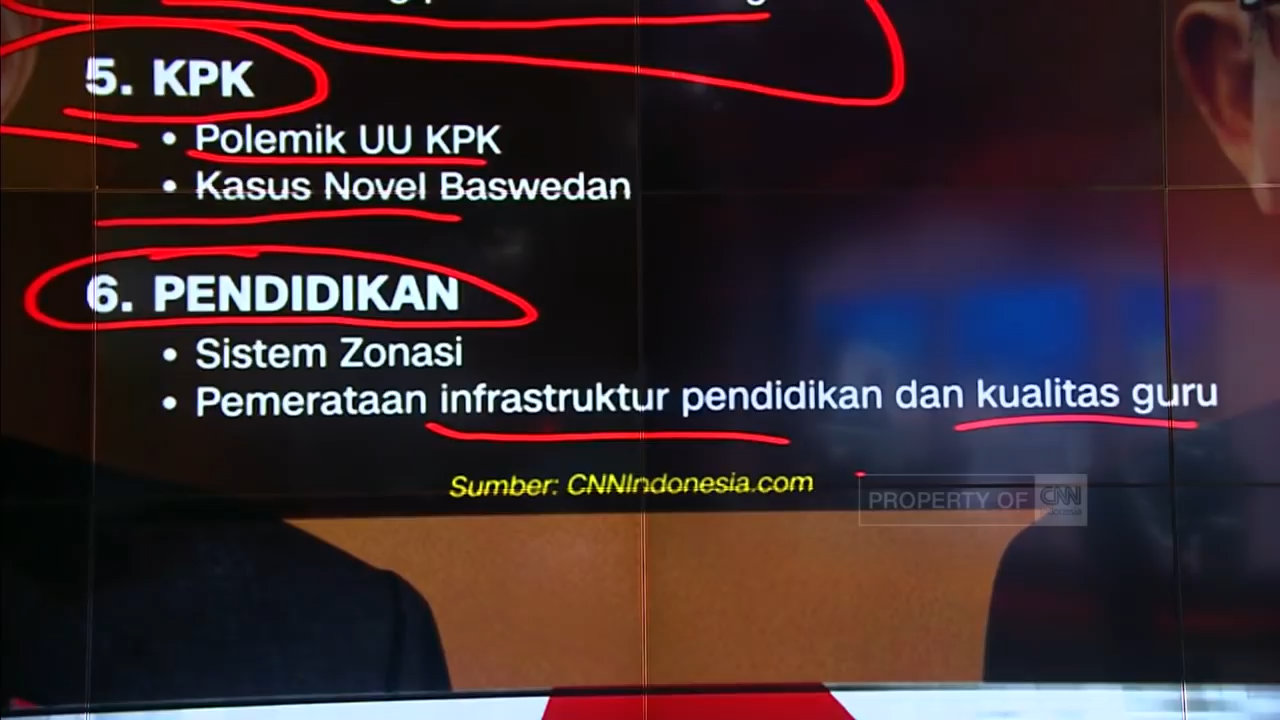 5. KPK
• Polemik UU KPK
• Kasus Novel Baswedan
6. PENDIDIKAN
• Sistem Zonasi
• Pemerataan infrastruktur pendidikan dan kualitas guru
Sumber: CNNIndonesia.com
PROPERTY OF CNN Indonesia